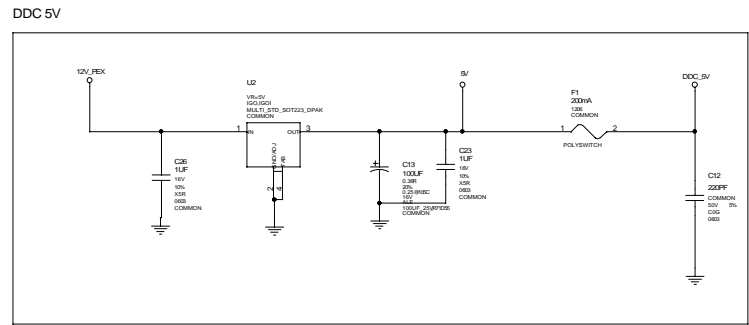 DDC 5V
12V_PEX
U2
VR=5V
IGO,IGOI
MULTI_STD_SOT223_DPAK
COMMON
1
IN
OUT
3
GND/ADJ
TAB
2
4
C26
1UF
16V
10%
X5R
0603
COMMON
5V
C13
100UF
0.36R
20%
16V
ALE
COMMON
C23
1UF
16V
10%
X5R
0603
COMMON
F1
200mA
1206
COMMON
1
2
POLYSWITCH
DDC_5V
C12
220PF
COMMON
50V 5%
C0G
0603